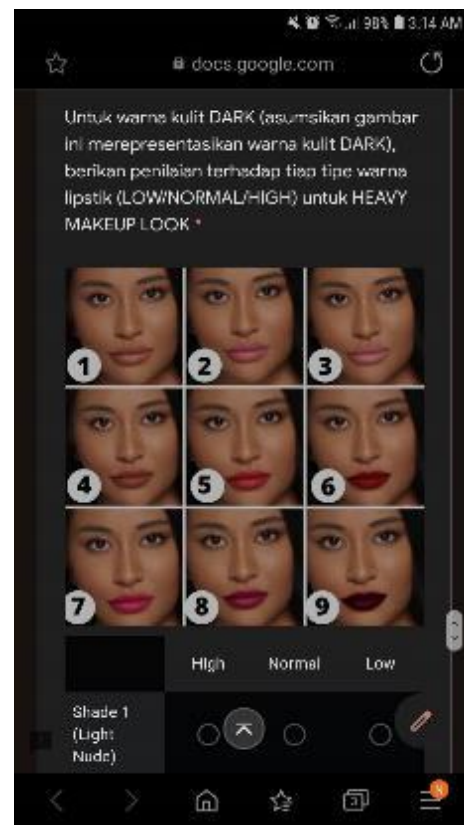 98% 3:14 AM
docs.google.com
Untuk warna kulit DARK (asumsikan gambar
ini merepresentasikan warna kulit DARK),
berikan penilaian terhadap tiap tipe warna
lipstik (LOW/NORMAL/HIGH) untuk HEAVY
MAKEUP LOOK *
1 2 3
4 5 6
7 8 9
High Normal Low
Shade 1
(Light
Nude)